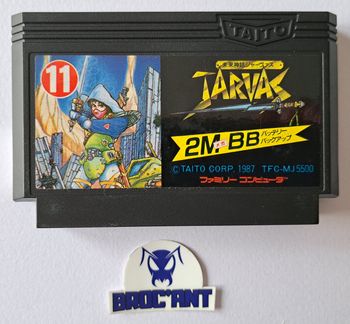 TAITO
11
未来神話ジャーヴァス
JARVAS
2M+BB バッテリーバックアップ
©TAITO CORP. 1987 TFC-MJ5500
ファミリーコンピュータ
BROC'ANT